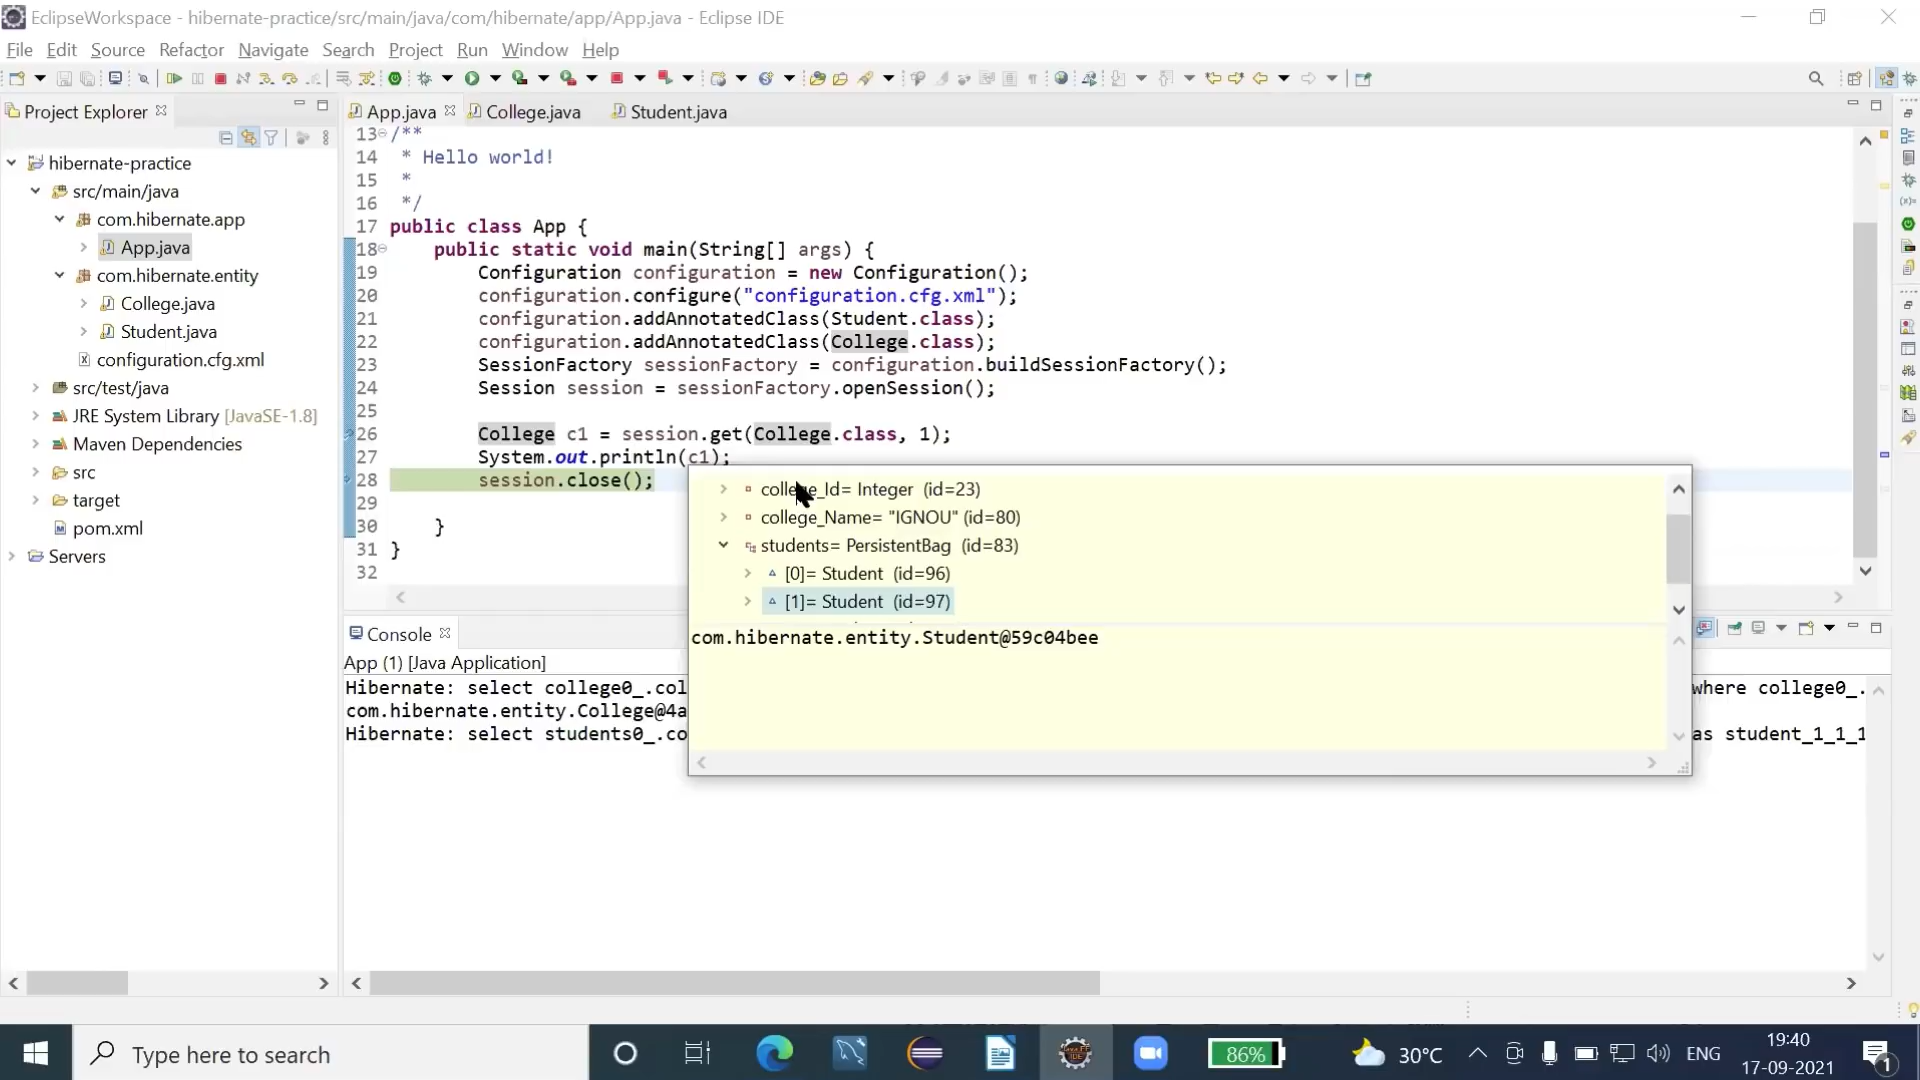 EclipseWorkspace - hibernate-practice/src/main/java/com/hibernate/app/App.java - Eclipse IDE
File Edit Source Refactor Navigate Search Project Run Window Help
Project Explorer
hibernate-practice
src/main/java
com.hibernate.app
App.java
com.hibernate.entity
College.java
Student.java
configuration.cfg.xml
src/test/java
JRE System Library [JavaSE-1.8]
Maven Dependencies
src
target
pom.xml
Servers
App.java College.java Student.java
13 /**
14 * Hello world!
15 *
16 */
17 public class App {
18 public static void main(String[] args) {
19 Configuration configuration = new Configuration();
20 configuration.configure("configuration.cfg.xml");
21 configuration.addAnnotatedClass(Student.class);
22 configuration.addAnnotatedClass(College.class);
23 SessionFactory sessionFactory = configuration.buildSessionFactory();
24 Session session = sessionFactory.openSession();
25
26 College c1 = session.get(College.class, 1);
27 System.out.println(c1);
28 session.close();
29
30 }
31 }
32
college_Id= Integer (id=23)
college_Name= "IGNOU" (id=80)
students= PersistentBag (id=83)
[0]= Student (id=96)
[1]= Student (id=97)
com.hibernate.entity.Student@59c04bee
Console
App (1) [Java Application]
Hibernate: select college0_.col where college0_.
com.hibernate.entity.College@4a
Hibernate: select students0_.co as student_1_1_1
Type here to search
86%
30°C
ENG
19:40
17-09-2021
1